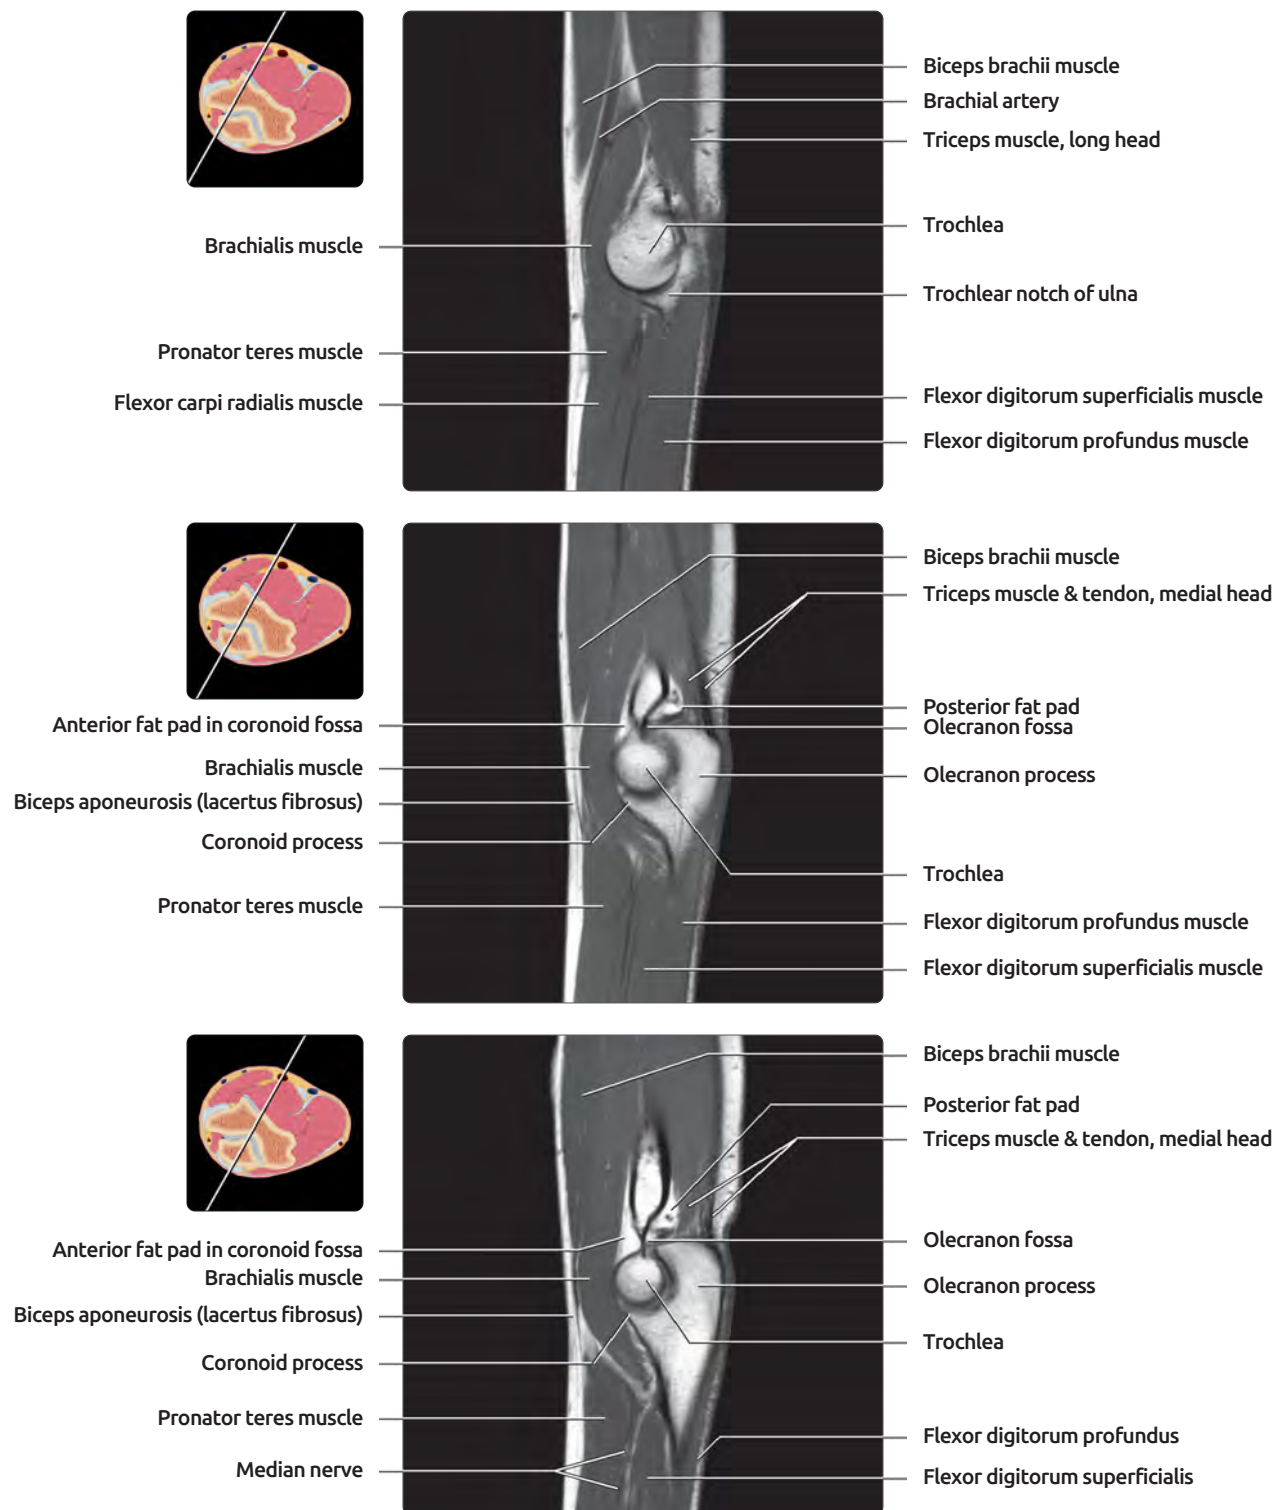 Biceps brachii muscle
Brachial artery
Triceps muscle, long head
Trochlea
Brachialis muscle
Trochlear notch of ulna
Pronator teres muscle
Flexor carpi radialis muscle
Flexor digitorum superficialis muscle
Flexor digitorum profundus muscle
Biceps brachii muscle
Triceps muscle & tendon, medial head
Posterior fat pad
Anterior fat pad in coronoid fossa
Olecranon fossa
Brachialis muscle
Olecranon process
Biceps aponeurosis (lacertus fibrosus)
Coronoid process
Trochlea
Pronator teres muscle
Flexor digitorum profundus muscle
Flexor digitorum superficialis muscle
Biceps brachii muscle
Posterior fat pad
Triceps muscle & tendon, medial head
Olecranon fossa
Anterior fat pad in coronoid fossa
Brachialis muscle
Olecranon process
Biceps aponeurosis (lacertus fibrosus)
Trochlea
Coronoid process
Pronator teres muscle
Flexor digitorum profundus
Median nerve
Flexor digitorum superficialis